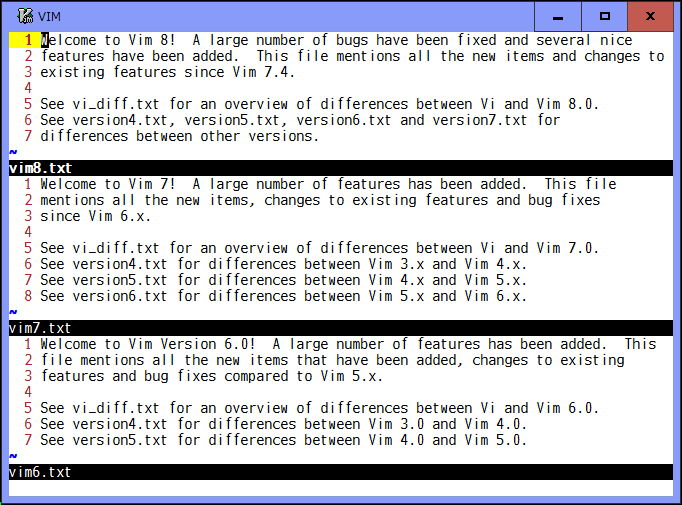 VIM
1 Welcome to Vim 8!  A large number of bugs have been fixed and several nice
2 features have been added.  This file mentions all the new items and changes to
3 existing features since Vim 7.4.
4
5 See vi_diff.txt for an overview of differences between Vi and Vim 8.0.
6 See version4.txt, version5.txt, version6.txt and version7.txt for
7 differences between other versions.
~
vim8.txt
1 Welcome to Vim 7!  A large number of features has been added.  This file
2 mentions all the new items, changes to existing features and bug fixes
3 since Vim 6.x.
4
5 See vi_diff.txt for an overview of differences between Vi and Vim 7.0.
6 See version4.txt for differences between Vim 3.x and Vim 4.x.
7 See version5.txt for differences between Vim 4.x and Vim 5.x.
8 See version6.txt for differences between Vim 5.x and Vim 6.x.
~
vim7.txt
1 Welcome to Vim Version 6.0!  A large number of features has been added.  This
2 file mentions all the new items that have been added, changes to existing
3 features and bug fixes compared to Vim 5.x.
4
5 See vi_diff.txt for an overview of differences between Vi and Vim 6.0.
6 See version4.txt for differences between Vim 3.0 and Vim 4.0.
7 See version5.txt for differences between Vim 4.0 and Vim 5.0.
~
vim6.txt